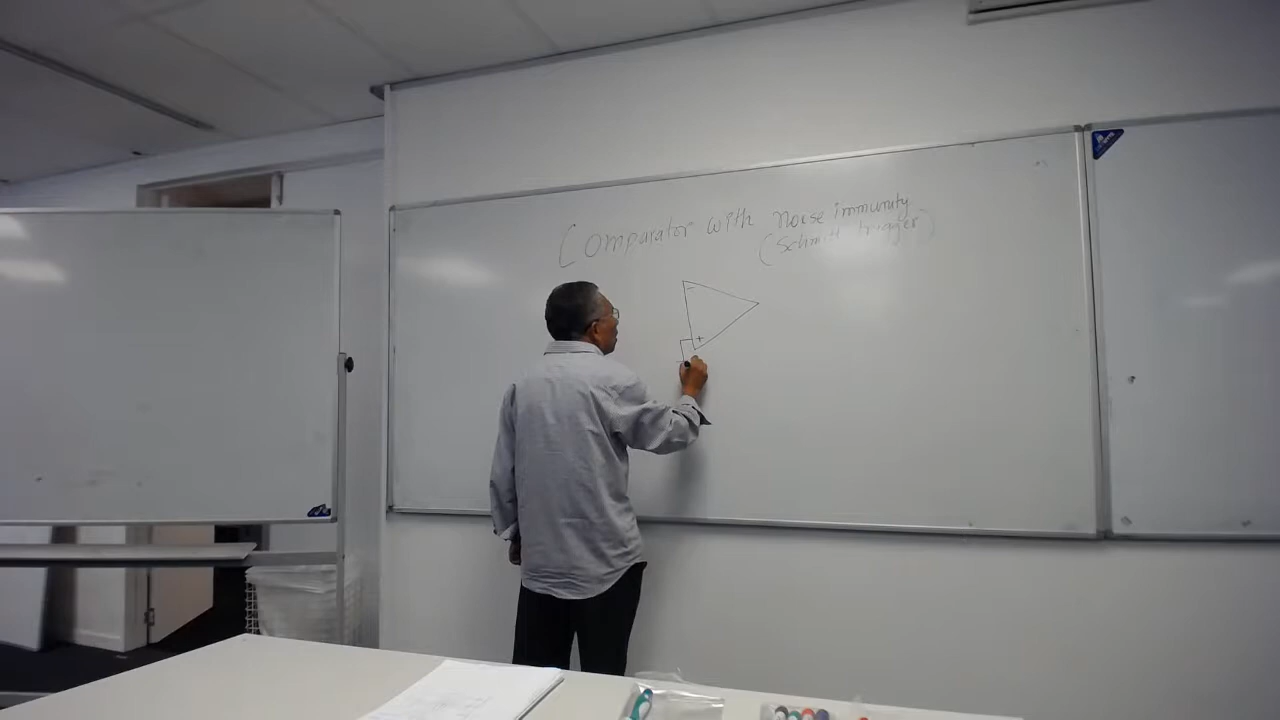 Comparator with noise immunity
(Schmitt trigger)
-
+